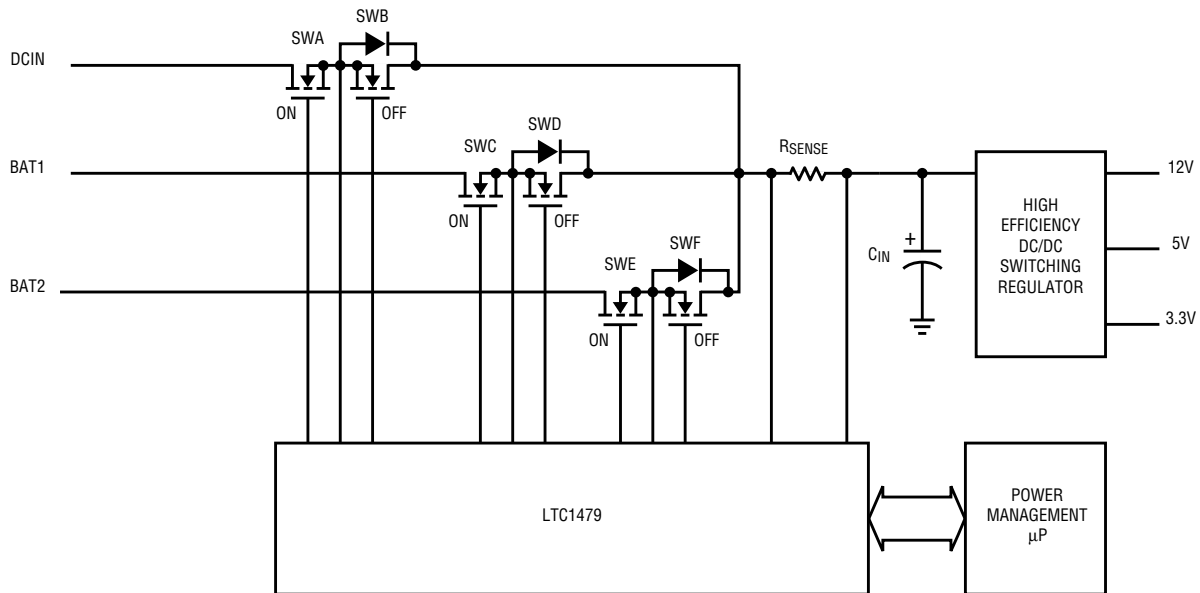 SWB
SWA
DCIN
ON
OFF
SWD
SWC
RSENSE
BAT1
12V
ON
OFF
HIGH
EFFICIENCY
DC/DC
SWITCHING
REGULATOR
SWF
SWE
+
CIN
5V
BAT2
ON
OFF
3.3V
LTC1479
POWER
MANAGEMENT
µP